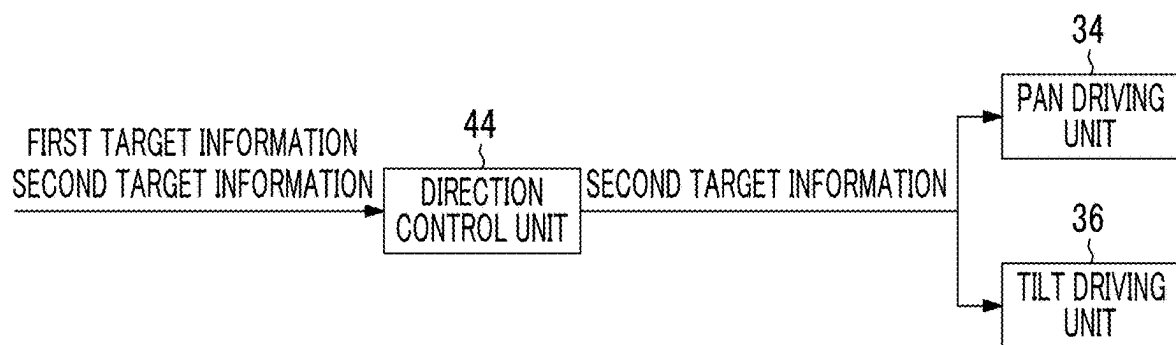 34
PAN DRIVING
UNIT
44
FIRST TARGET INFORMATION
SECOND TARGET INFORMATION
DIRECTION
CONTROL UNIT
SECOND TARGET INFORMATION
36
TILT DRIVING
UNIT